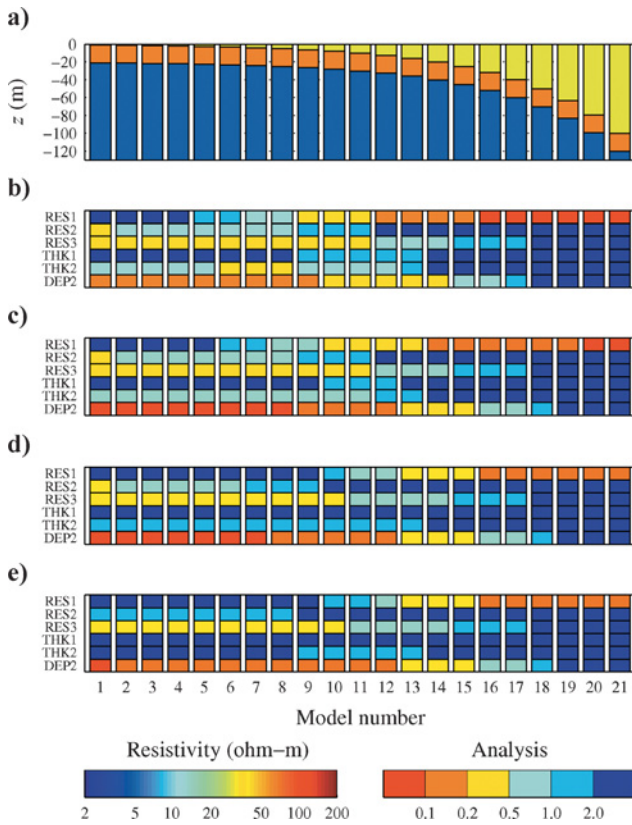 a)
z (m)
0
−20
−40
−60
−80
−100
−120
b)
RES1
RES2
RES3
THK1
THK2
DEP2
c)
RES1
RES2
RES3
THK1
THK2
DEP2
d)
RES1
RES2
RES3
THK1
THK2
DEP2
e)
RES1
RES2
RES3
THK1
THK2
DEP2
1 2 3 4 5 6 7 8 9 10 11 12 13 14 15 16 17 18 19 20 21
Model number
Resistivity (ohm−m)
2 5 10 20 50 100 200
Analysis
0.1 0.2 0.5 1.0 2.0